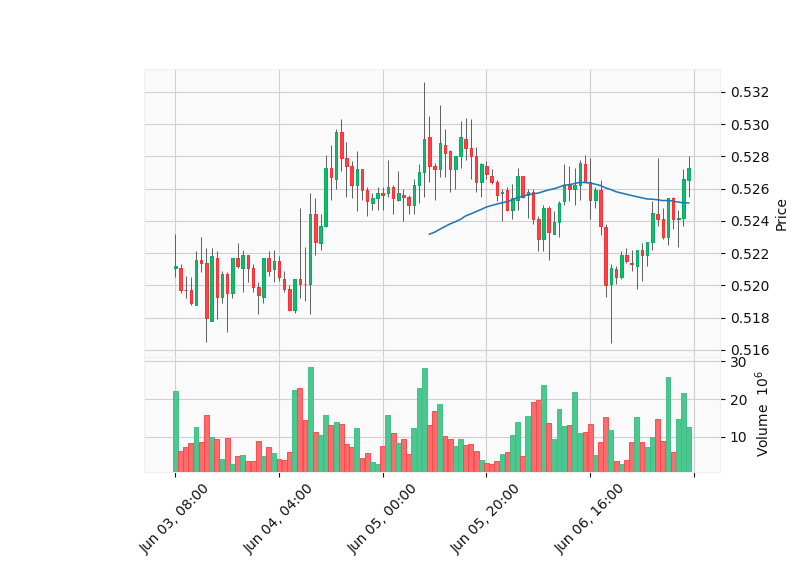 0.532
0.530
0.528
0.526
0.524
0.522
0.520
0.518
0.516
Price
30
20
10
Volume 10⁶
Jun 03, 08:00
Jun 04, 04:00
Jun 05, 00:00
Jun 05, 20:00
Jun 06, 16:00